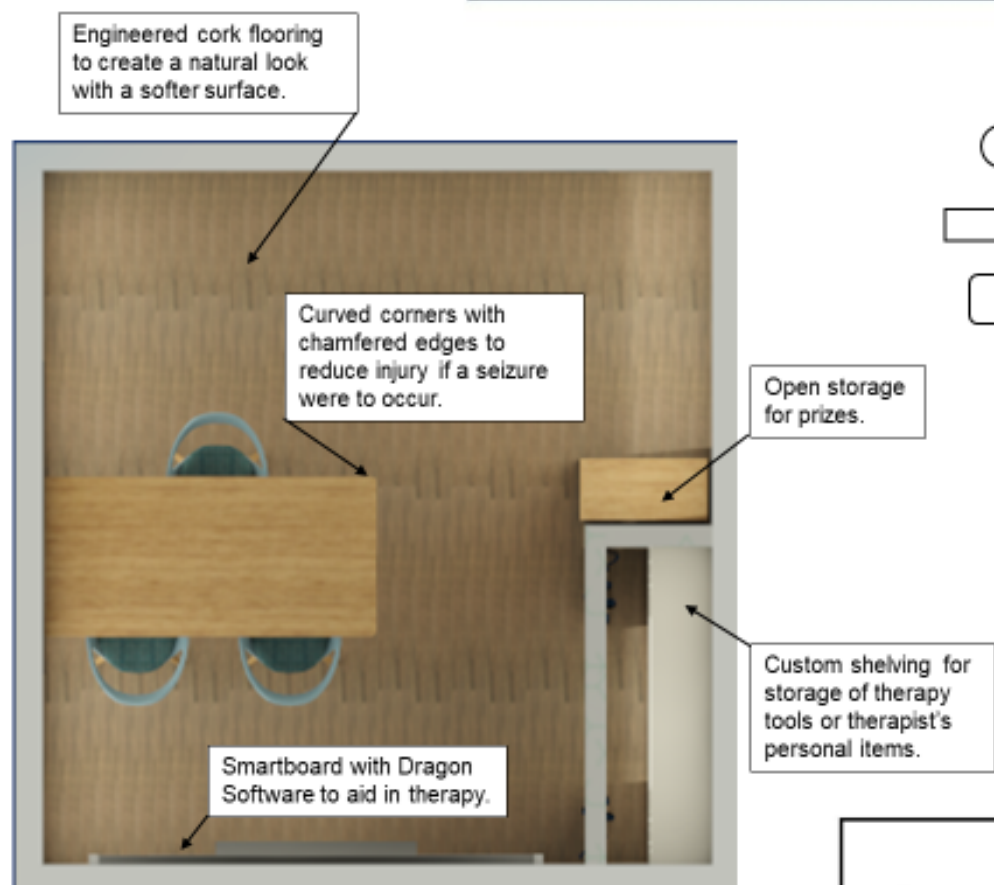 Engineered cork flooring
to create a natural look
with a softer surface.
Curved corners with
chamfered edges to
reduce injury if a seizure
were to occur.
Open storage
for prizes.
Custom shelving for
storage of therapy
tools or therapist's
personal items.
Smartboard with Dragon
Software to aid in therapy.